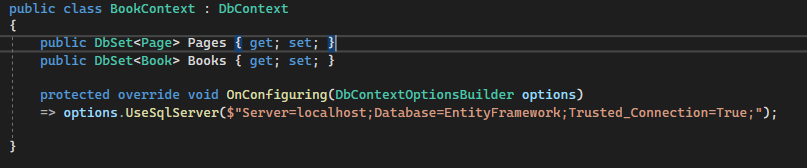 public class BookContext : DbContext
{
public DbSet<Page> Pages { get; set; }
public DbSet<Book> Books { get; set; }
protected override void OnConfiguring(DbContextOptionsBuilder options)
=> options.UseSqlServer($"Server=localhost;Database=EntityFramework;Trusted_Connection=True;");
}